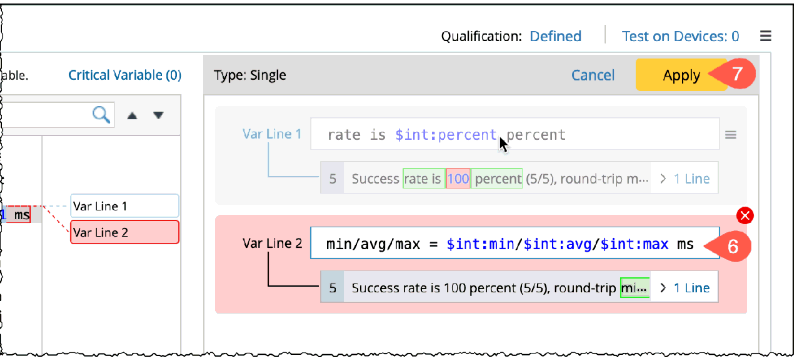 Qualification: Defined Test on Devices: 0
able. Critical Variable (0) Type: Single Cancel Apply 7
Var Line 1 rate is $int:percent percent
5 Success rate is 100 percent (5/5), round-trip m... > 1 Line
ms
Var Line 1
Var Line 2
Var Line 2 min/avg/max = $int:min/$int:avg/$int:max ms 6
5 Success rate is 100 percent (5/5), round-trip mi... > 1 Line